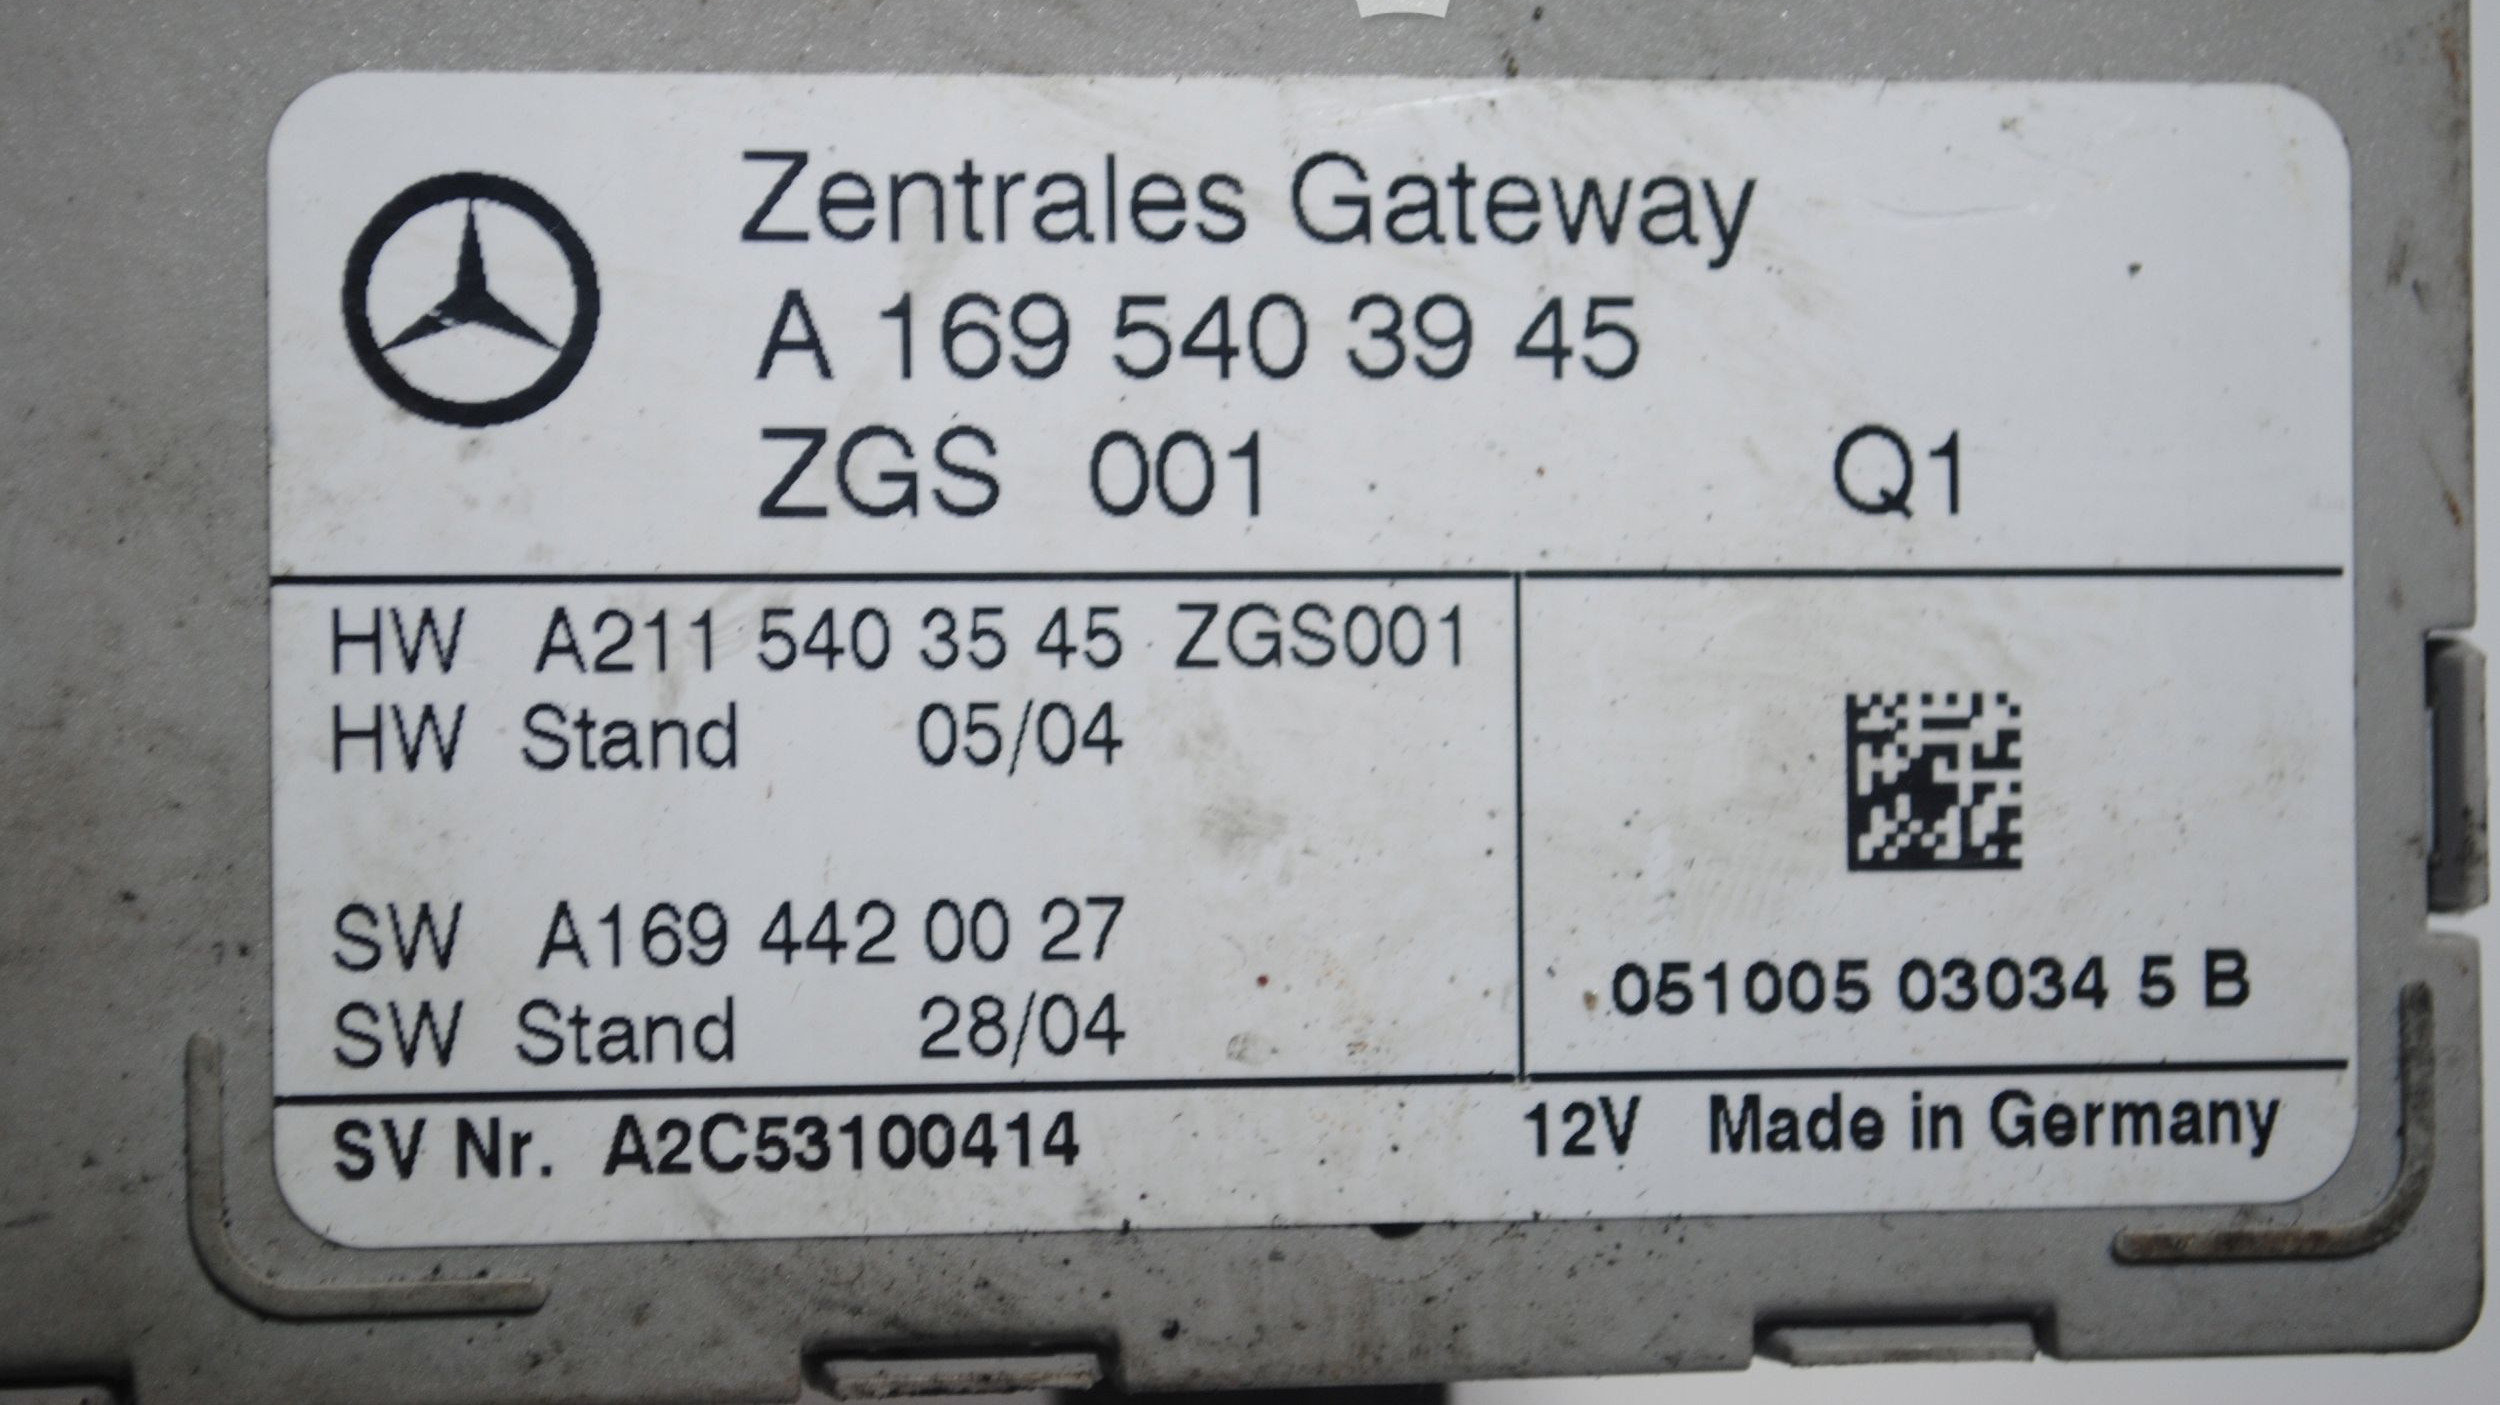 Zentrales Gateway
A 169 540 39 45
ZGS 001 Q1
HW A211 540 35 45 ZGS001
HW Stand 05/04
SW A169 442 00 27
SW Stand 28/04
051005 03034 5 B
SV Nr. A2C53100414 12V Made in Germany